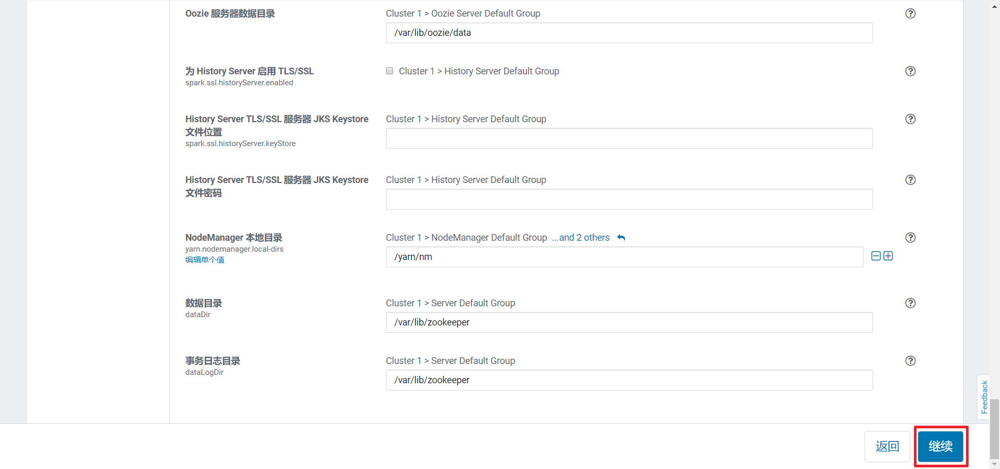 Oozie 服务器数据目录
Cluster 1 > Oozie Server Default Group
/var/lib/oozie/data
为 History Server 启用 TLS/SSL
spark.ssl.historyServer.enabled
Cluster 1 > History Server Default Group
History Server TLS/SSL 服务器 JKS Keystore
文件位置
spark.ssl.historyServer.keyStore
Cluster 1 > History Server Default Group
History Server TLS/SSL 服务器 JKS Keystore
文件密码
Cluster 1 > History Server Default Group
NodeManager 本地目录
yarn.nodemanager.local-dirs
编辑单个值
Cluster 1 > NodeManager Default Group ...and 2 others
/yarn/nm
数据目录
dataDir
Cluster 1 > Server Default Group
/var/lib/zookeeper
事务日志目录
dataLogDir
Cluster 1 > Server Default Group
/var/lib/zookeeper
Feedback
返回
继续